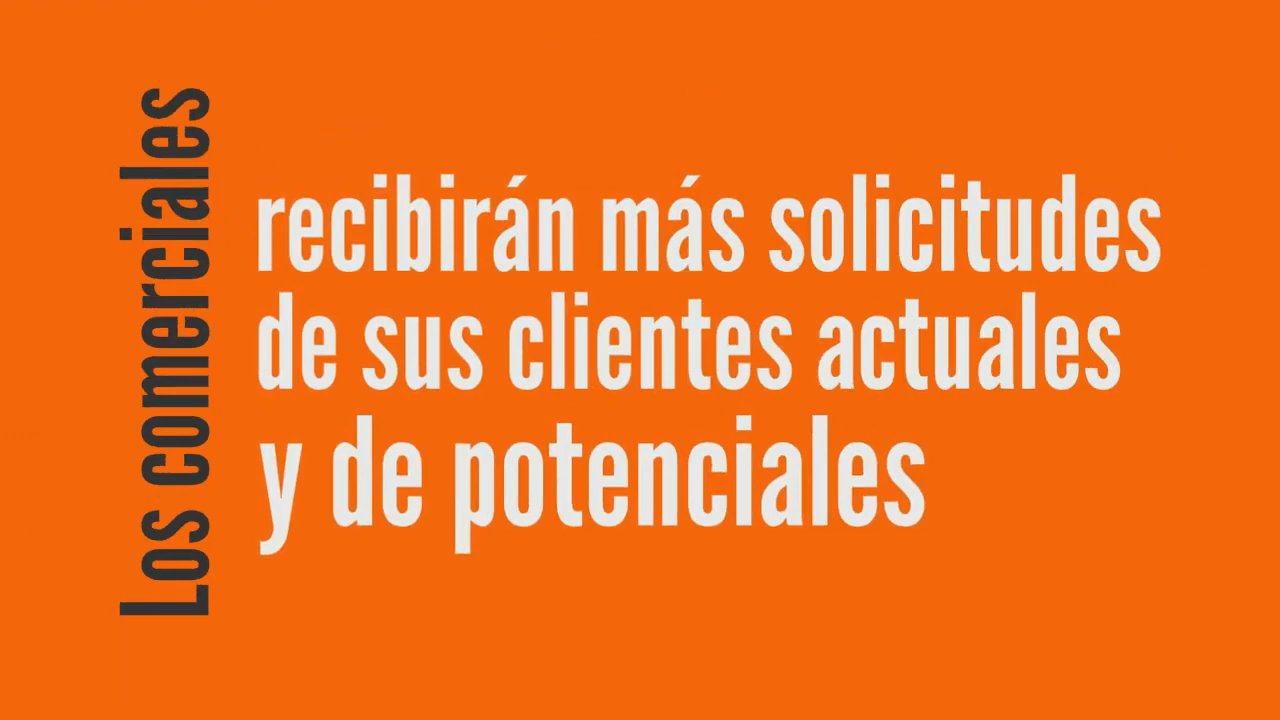 Los comerciales
recibirán más solicitudes
de sus clientes actuales
y de potenciales